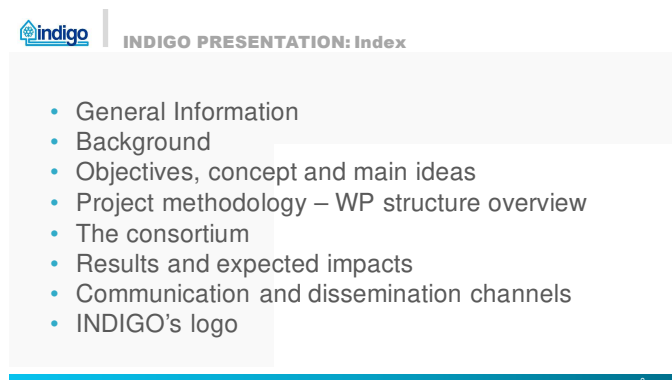 indigo
INDIGO PRESENTATION: Index
• General Information
• Background
• Objectives, concept and main ideas
• Project methodology – WP structure overview
• The consortium
• Results and expected impacts
• Communication and dissemination channels
• INDIGO’s logo